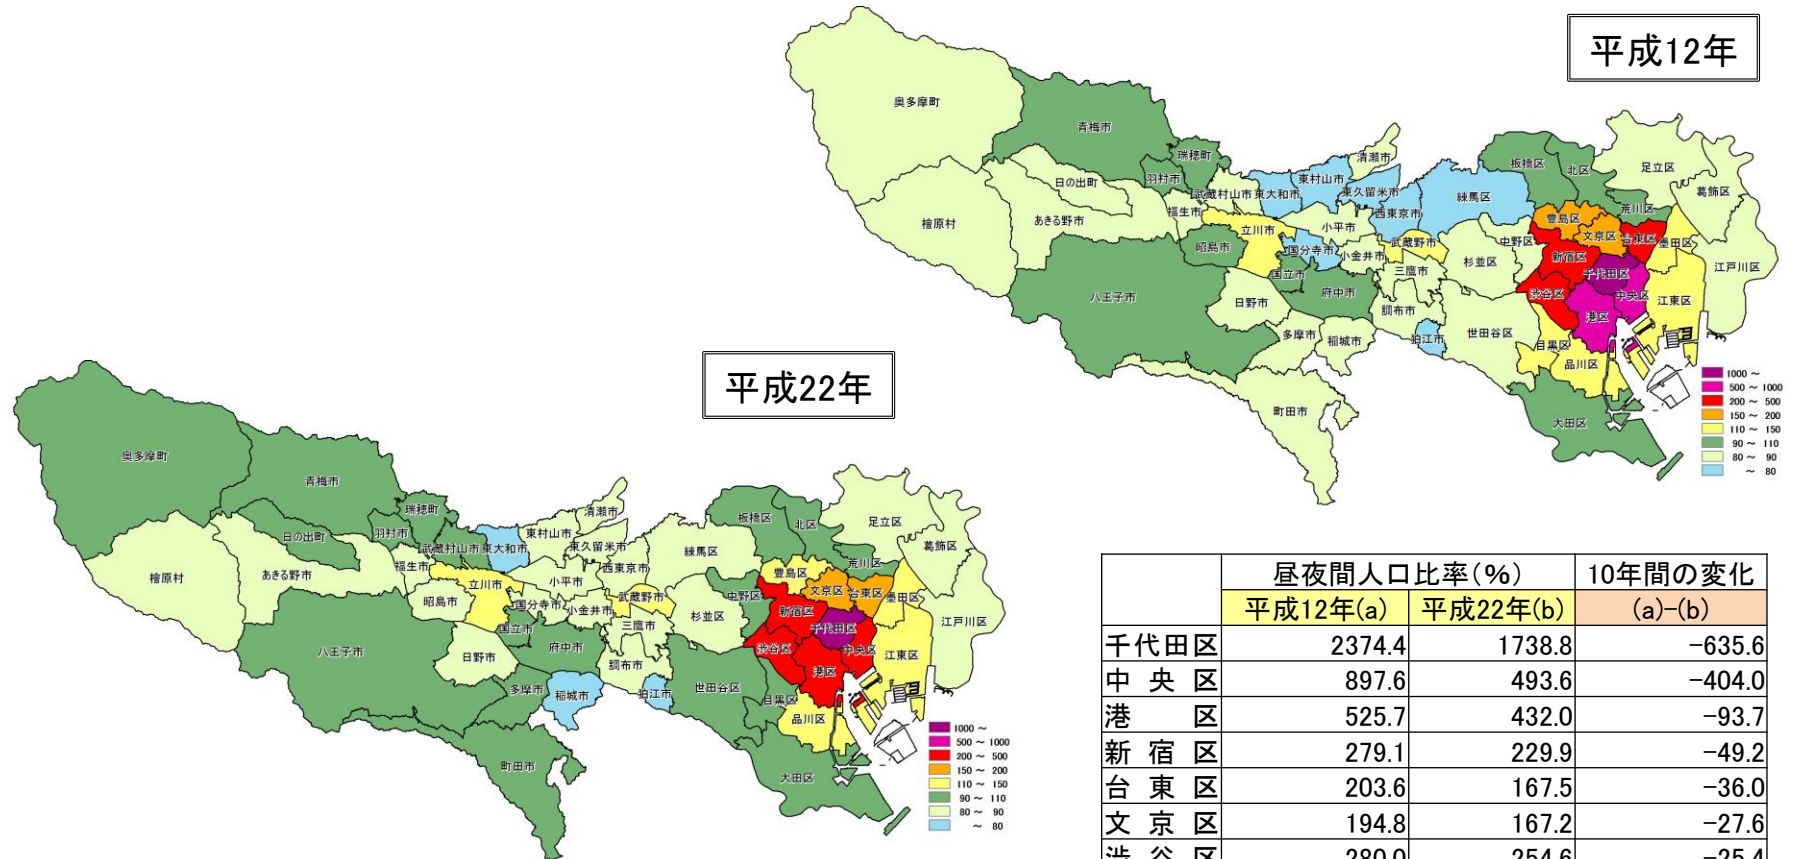 平成12年
奥多摩町
青梅市
瑞穂町
羽村市
日の出町
檜原村
あきる野市
福生市
武蔵村山市
東大和市
東村山市
清瀬市
東久留米市
西東京市
練馬区
板橋区
北区
足立区
葛飾区
荒川区
豊島区
文京区
台東区
墨田区
江戸川区
昭島市
立川市
国分寺市
小平市
小金井市
武蔵野市
三鷹市
杉並区
中野区
新宿区
千代田区
中央区
江東区
渋谷区
港区
八王子市
日野市
国立市
府中市
調布市
狛江市
世田谷区
目黒区
品川区
多摩市
稲城市
町田市
大田区
1000 ～
500 ～ 1000
200 ～ 500
150 ～ 200
110 ～ 150
90 ～ 110
80 ～ 90
～ 80
平成22年
奥多摩町
青梅市
瑞穂町
羽村市
日の出町
檜原村
あきる野市
福生市
武蔵村山市
東大和市
東村山市
清瀬市
東久留米市
西東京市
練馬区
板橋区
北区
足立区
葛飾区
荒川区
豊島区
文京区
台東区
墨田区
江戸川区
昭島市
立川市
国分寺市
小平市
小金井市
武蔵野市
三鷹市
杉並区
中野区
新宿区
千代田区
中央区
江東区
渋谷区
港区
八王子市
日野市
国立市
府中市
調布市
狛江市
世田谷区
目黒区
品川区
多摩市
稲城市
町田市
大田区
1000 ～
500 ～ 1000
200 ～ 500
150 ～ 200
110 ～ 150
90 ～ 110
80 ～ 90
～ 80
昼夜間人口比率(%) 10年間の変化
平成12年(a) 平成22年(b) (a)-(b)
千代田区 2374.4 1738.8 -635.6
中央区 897.6 493.6 -404.0
港区 525.7 432.0 -93.7
新宿区 279.1 229.9 -49.2
台東区 203.6 167.5 -36.0
文京区 194.8 167.2 -27.6
渋谷区 280.0 254.6 -25.4